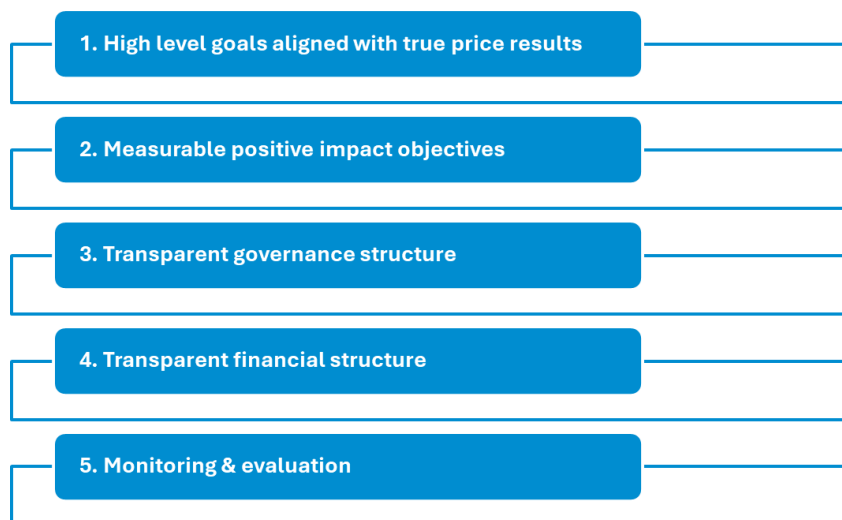 1. High level goals aligned with true price results
2. Measurable positive impact objectives
3. Transparent governance structure
4. Transparent financial structure
5. Monitoring & evaluation